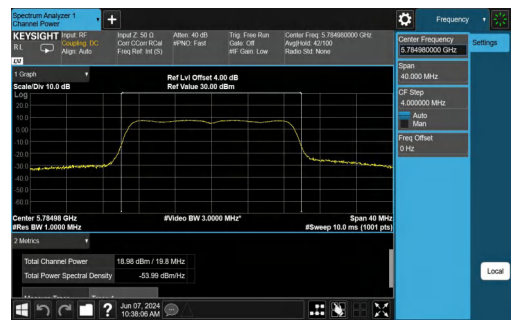 Spectrum Analyzer 1
Channel Power
Frequency
KEYSIGHT
Input: RF
Input Z: 50 Ω
Atten: 40 dB
Trig: Free Run
Center Freq: 5.784980000 GHz
RL
Coupling: DC
Corr CCorr RCal
#PNO: Fast
Gate: Off
Avg|Hold: 42/100
Align: Auto
Freq Ref: Int (S)
#IF Gain: Low
Radio Std: None
LV
Center Frequency
5.784980000 GHz
Settings
Span
40.000 MHz
CF Step
4.000000 MHz
Auto
Man
Freq Offset
0 Hz
1 Graph
Ref Lvl Offset 4.00 dB
Scale/Div 10.0 dB
Ref Value 30.00 dBm
Log
20.0
10.0
0.00
-10.0
-20.0
-30.0
-40.0
-50.0
-60.0
Center 5.78498 GHz
#Video BW 3.0000 MHz*
Span 40 MHz
#Res BW 1.0000 MHz
#Sweep 10.0 ms (1001 pts)
2 Metrics
Total Channel Power 18.98 dBm / 19.8 MHz
Total Power Spectral Density -53.99 dBm/Hz
Local
?
Jun 07, 2024
10:38:06 AM